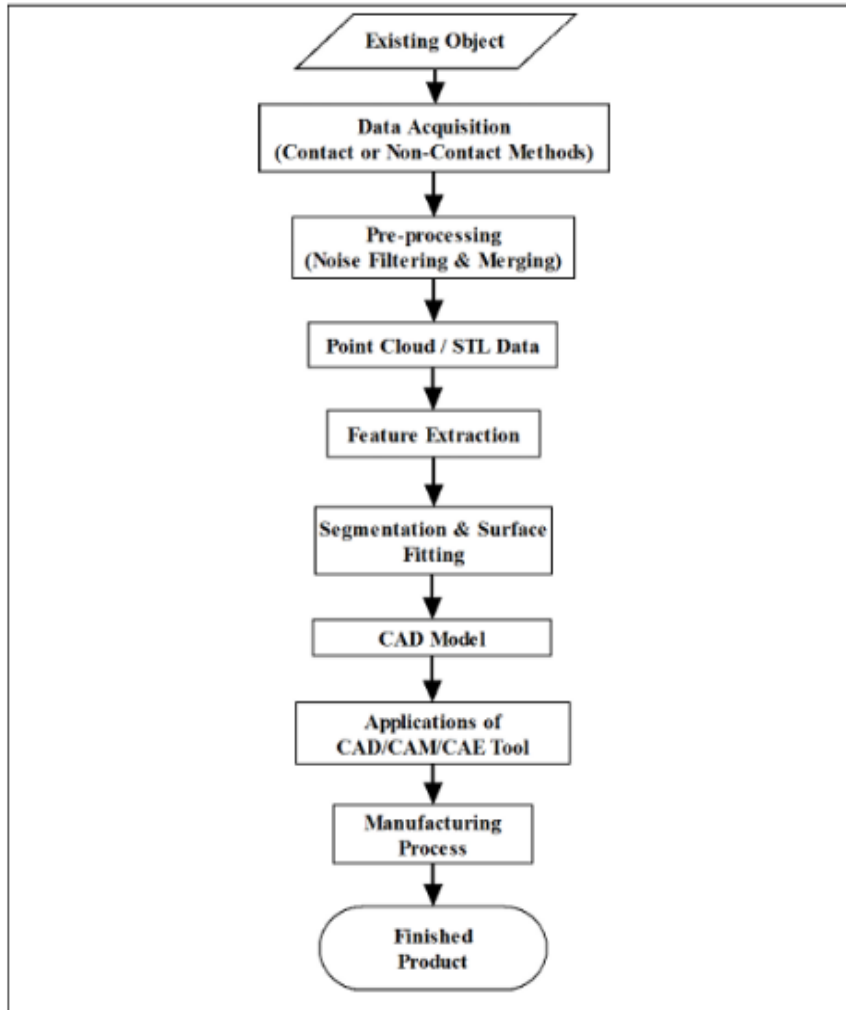 Existing Object
Data Acquisition
(Contact or Non-Contact Methods)
Pre-processing
(Noise Filtering & Merging)
Point Cloud / STL Data
Feature Extraction
Segmentation & Surface
Fitting
CAD Model
Applications of
CAD/CAM/CAE Tool
Manufacturing
Process
Finished
Product